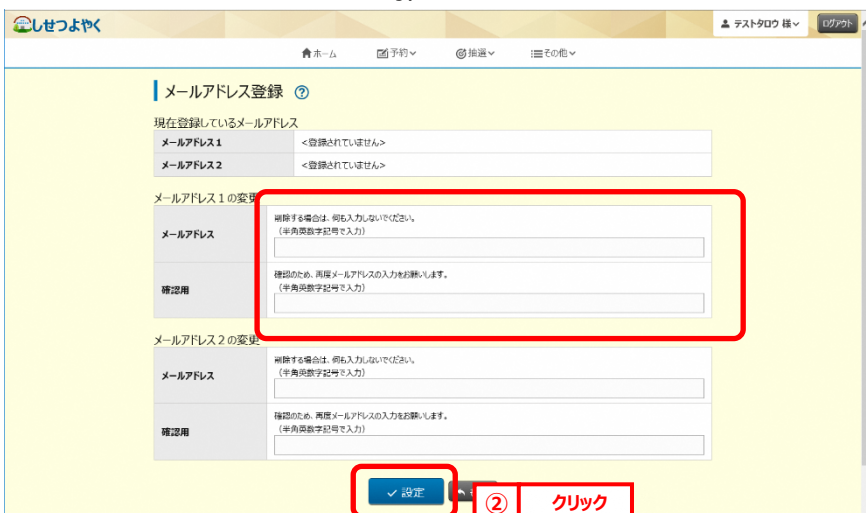 しせつよやく
テストタロウ 様
ログアウト
ホーム 予約 抽選 その他
メールアドレス登録 ?
現在登録しているメールアドレス
メールアドレス1 <登録されていません>
メールアドレス2 <登録されていません>
メールアドレス1の変更
メールアドレス
削除する場合は、何も入力しないでください。
(半角英数字記号で入力)
確認用
確認のため、再度メールアドレスの入力をお願いします。
(半角英数字記号で入力)
メールアドレス2の変更
メールアドレス
削除する場合は、何も入力しないでください。
(半角英数字記号で入力)
確認用
確認のため、再度メールアドレスの入力をお願いします。
(半角英数字記号で入力)
設定
② クリック